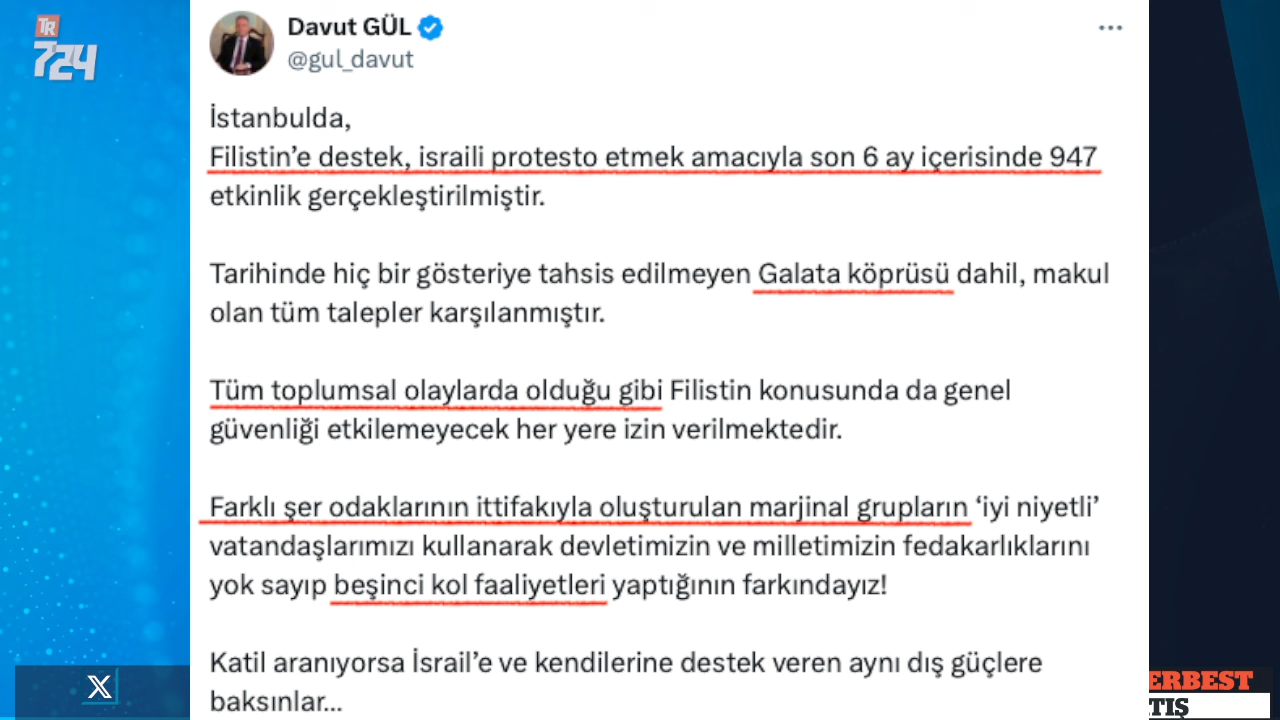 TR
724
Davut GÜL
@gul_davut
İstanbulda,
Filistin'e destek, israili protesto etmek amacıyla son 6 ay içerisinde 947
etkinlik gerçekleştirilmiştir.
Tarihinde hiç bir gösteriye tahsis edilmeyen Galata köprüsü dahil, makul
olan tüm talepler karşılanmıştır.
Tüm toplumsal olaylarda olduğu gibi Filistin konusunda da genel
güvenliği etkilemeyecek her yere izin verilmektedir.
Farklı şer odaklarının ittifakıyla oluşturulan marjinal grupların ‘iyi niyetli’
vatandaşlarımızı kullanarak devletimizin ve milletimizin fedakarlıklarını
yok sayıp beşinci kol faaliyetleri yaptığının farkındayız!
Katil aranıyorsa İsrail’e ve kendilerine destek veren aynı dış güçlere
baksınlar...
X
ERBEST
TIŞ